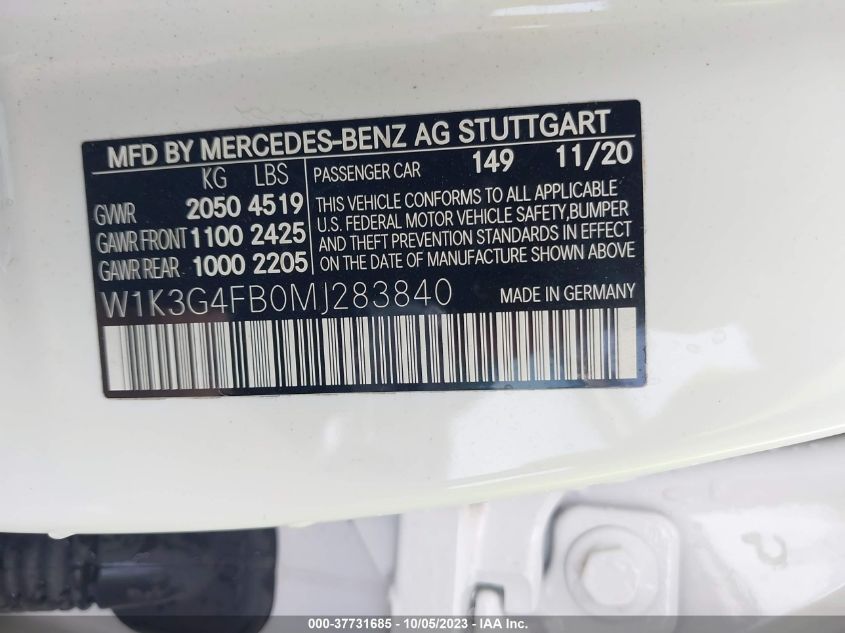 MFD BY MERCEDES-BENZ AG STUTTGART
KG LBS
GVWR 2050 4519
GAWR FRONT 1100 2425
GAWR REAR 1000 2205
PASSENGER CAR 149 11/20
THIS VEHICLE CONFORMS TO ALL APPLICABLE
U.S. FEDERAL MOTOR VEHICLE SAFETY,BUMPER
AND THEFT PREVENTION STANDARDS IN EFFECT
ON THE DATE OF MANUFACTURE SHOWN ABOVE
W1K3G4FB0MJ283840 MADE IN GERMANY
000-37731685 - 10/05/2023 - IAA Inc.